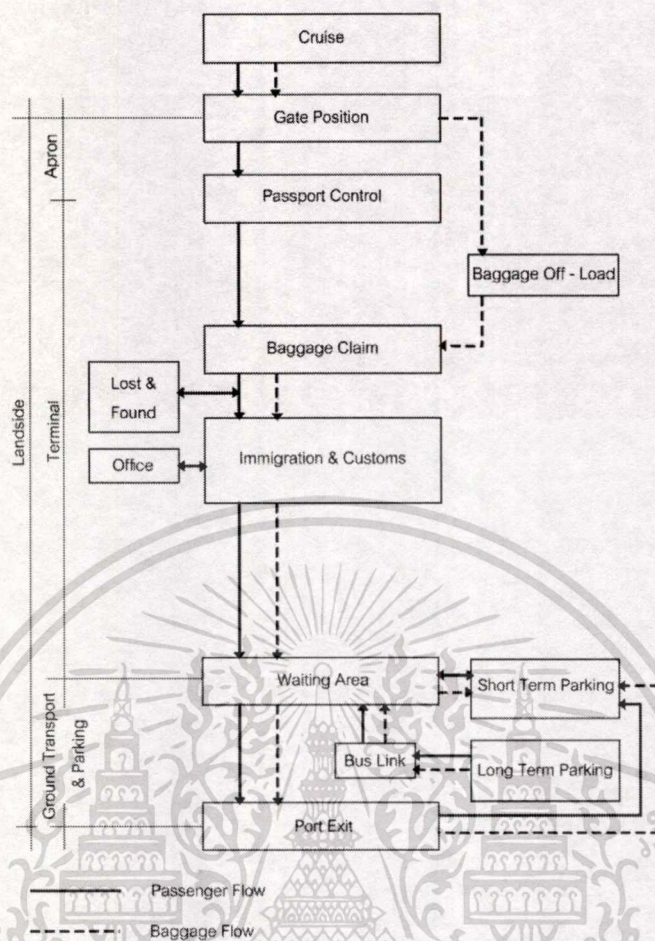 Cruise
Gate Position
Apron
Passport Control
Baggage Off - Load
Baggage Claim
Lost &
Found
Landside
Terminal
Immigration & Customs
Office
Waiting Area
Short Term Parking
Ground Transport
& Parking
Bus Link
Long Term Parking
Port Exit
Passenger Flow
Baggage Flow